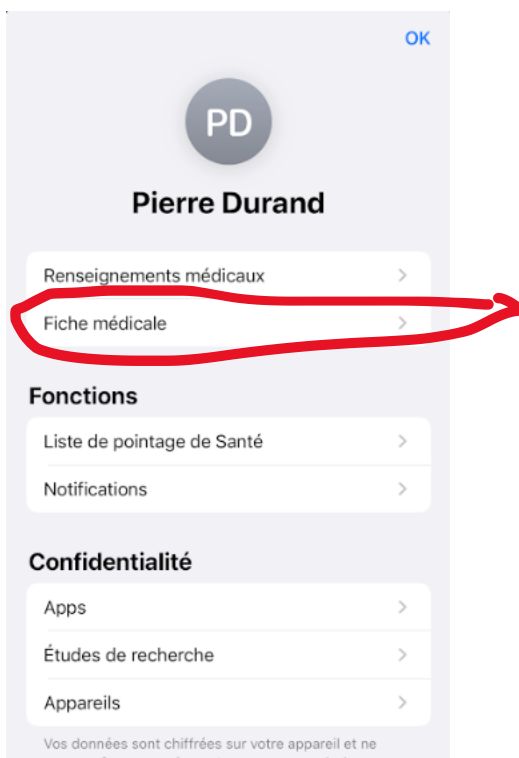 OK
PD
Pierre Durand
Renseignements médicaux
Fiche médicale
Fonctions
Liste de pointage de Santé
Notifications
Confidentialité
Apps
Études de recherche
Appareils
Vos données sont chiffrées sur votre appareil et ne